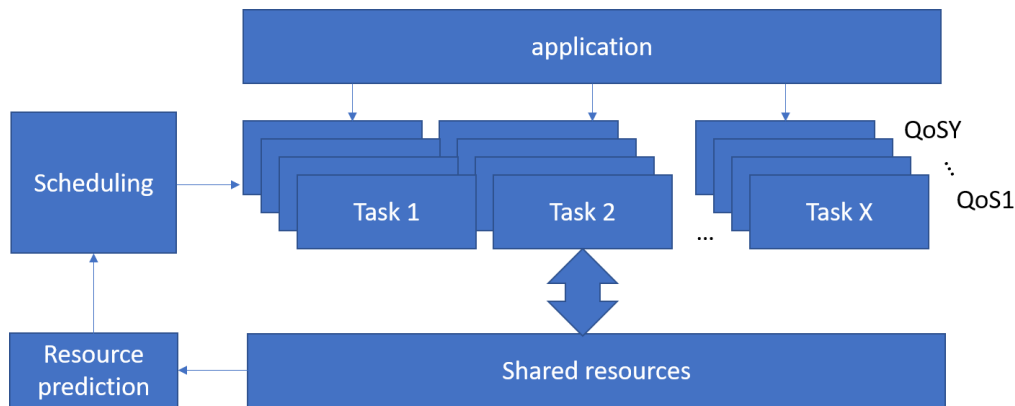 application
Scheduling
QoSY
...
QoS1
Task 1
Task 2
...
Task X
Resource
prediction
Shared resources